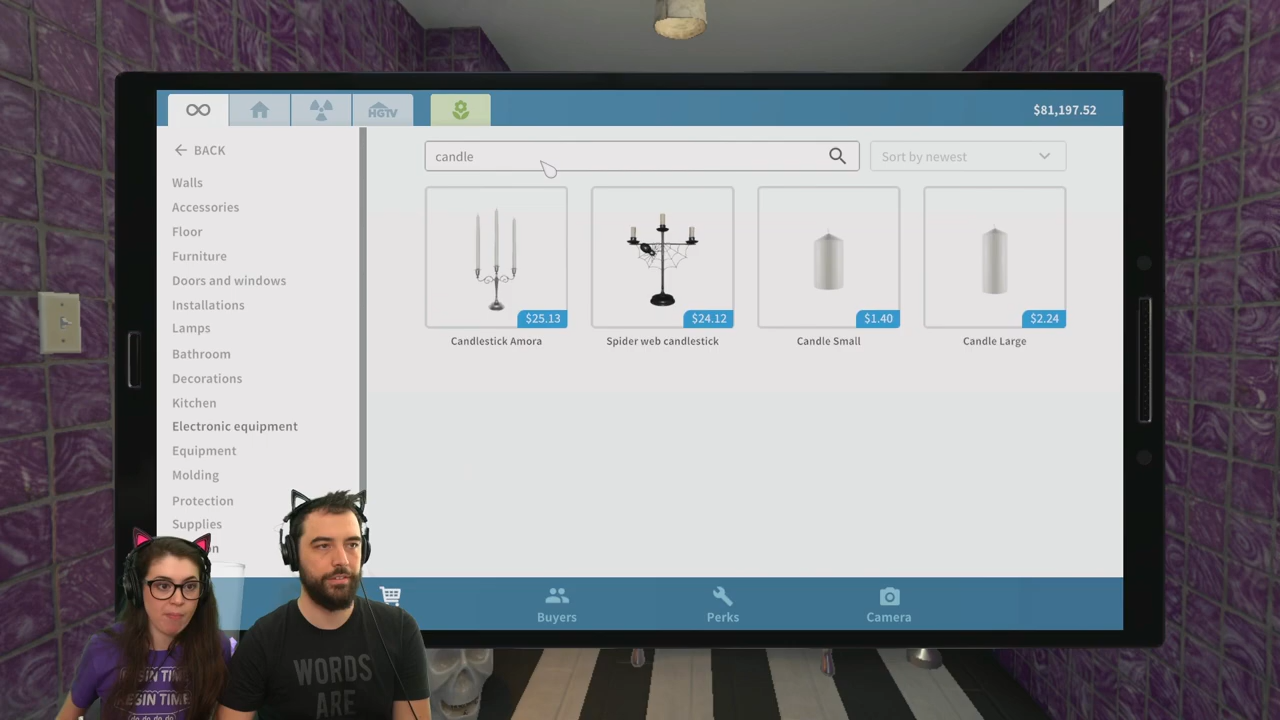 HGTV
$81,197.52
BACK
Walls
Accessories
Floor
Furniture
Doors and windows
Installations
Lamps
Bathroom
Decorations
Kitchen
Electronic equipment
Equipment
Molding
Protection
Supplies
candle
Sort by newest
$25.13
$24.12
$1.40
$2.24
Candlestick Amora
Spider web candlestick
Candle Small
Candle Large
Buyers
Perks
Camera
WORDS
ARE